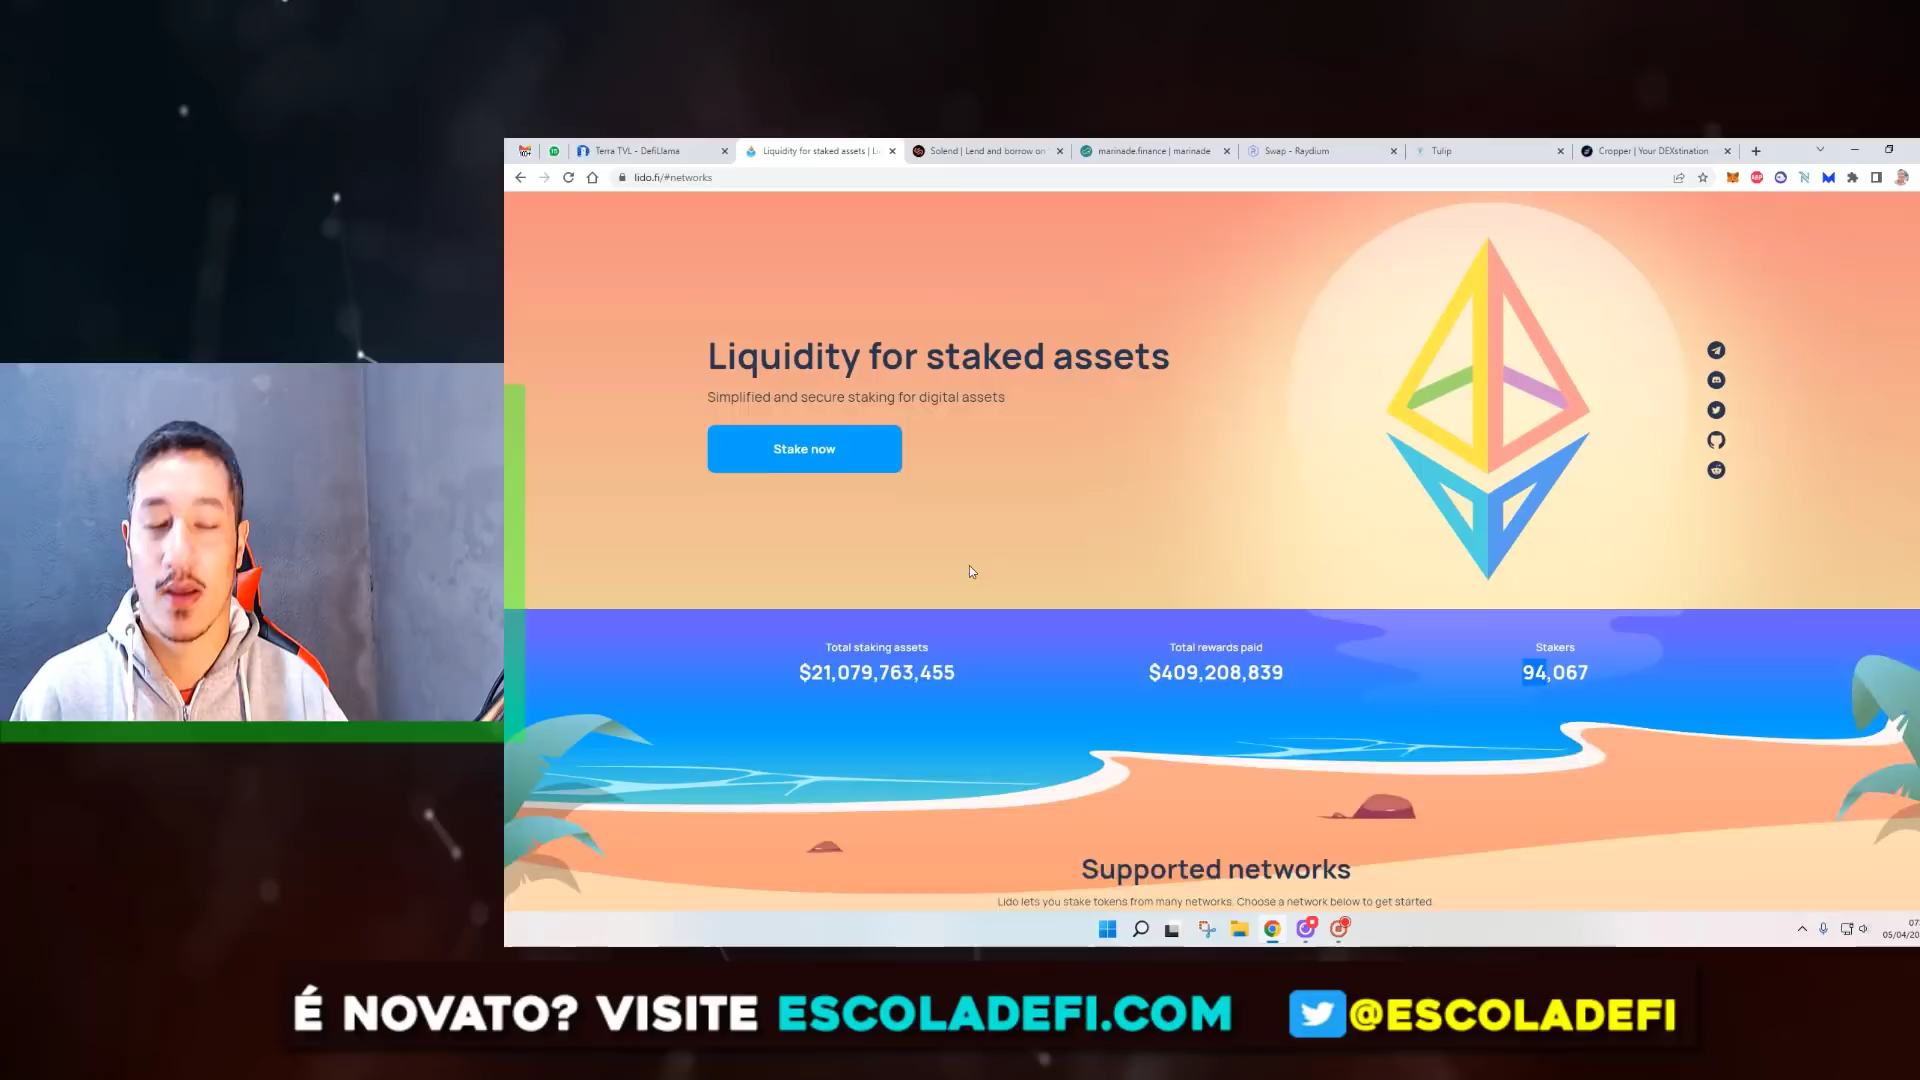 Terra TVL - DefiLlama
Liquidity for staked assets | Li
Solend | Lend and borrow on
marinade.finance | marinade
Swap - Raydium
Tulip
Cropper | Your DEXstination
lido.fi/#networks
Liquidity for staked assets
Simplified and secure staking for digital assets
Stake now
Total staking assets
$21,079,763,455
Total rewards paid
$409,208,839
Stakers
94,067
Supported networks
Lido lets you stake tokens from many networks. Choose a network below to get started.
07
05/04/20
É NOVATO? VISITE ESCOLADEFI.COM
@ESCOLADEFI